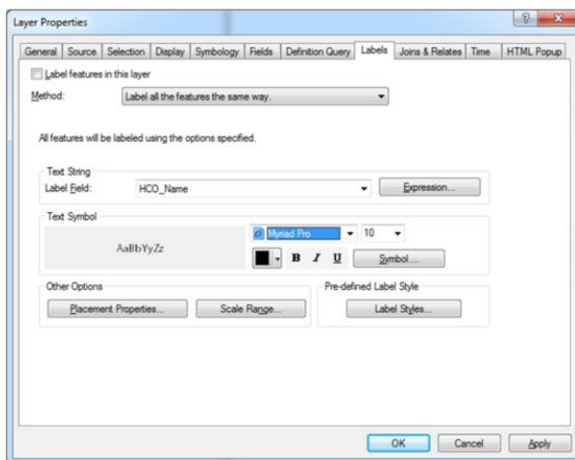 Layer Properties
General Source Selection Display Symbology Fields Definition Query Labels Joins & Relates Time HTML Popup
Label features in this layer
Method: Label all the features the same way.
All features will be labeled using the options specified.
Text String
Label Field: HCO_Name Expression...
Text Symbol
AaBbYyZz
Myriad Pro 10
B I U Symbol...
Other Options Pre-defined Label Style
Placement Properties... Scale Range... Label Styles...
OK Cancel Apply